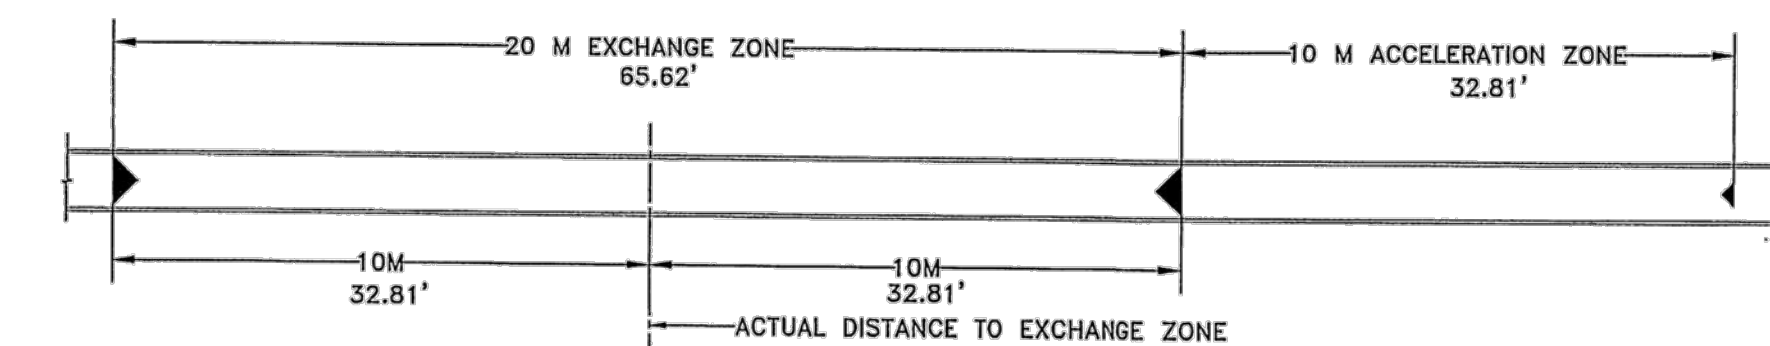 20 M EXCHANGE ZONE
65.62'
10 M ACCELERATION ZONE
32.81'
10M
32.81'
10M
32.81'
ACTUAL DISTANCE TO EXCHANGE ZONE